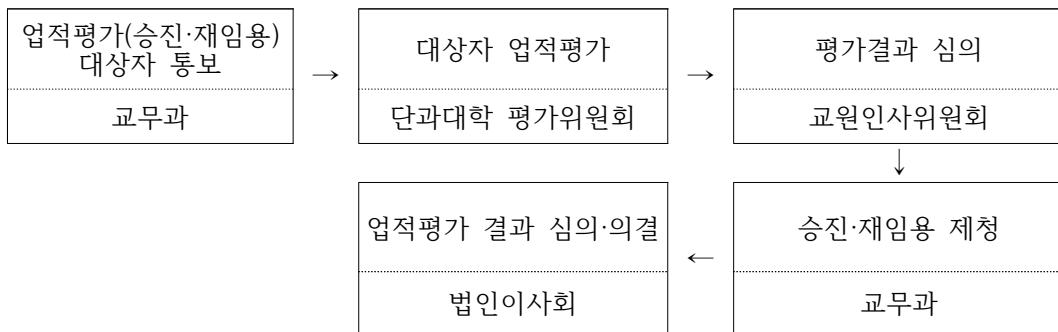 업적평가(승진·재임용)
대상자 통보
교무과
→
대상자 업적평가
단과대학 평가위원회
→
평가결과 심의
교원인사위원회
↓
승진·재임용 제청
교무과
←
업적평가 결과 심의·의결
법인이사회